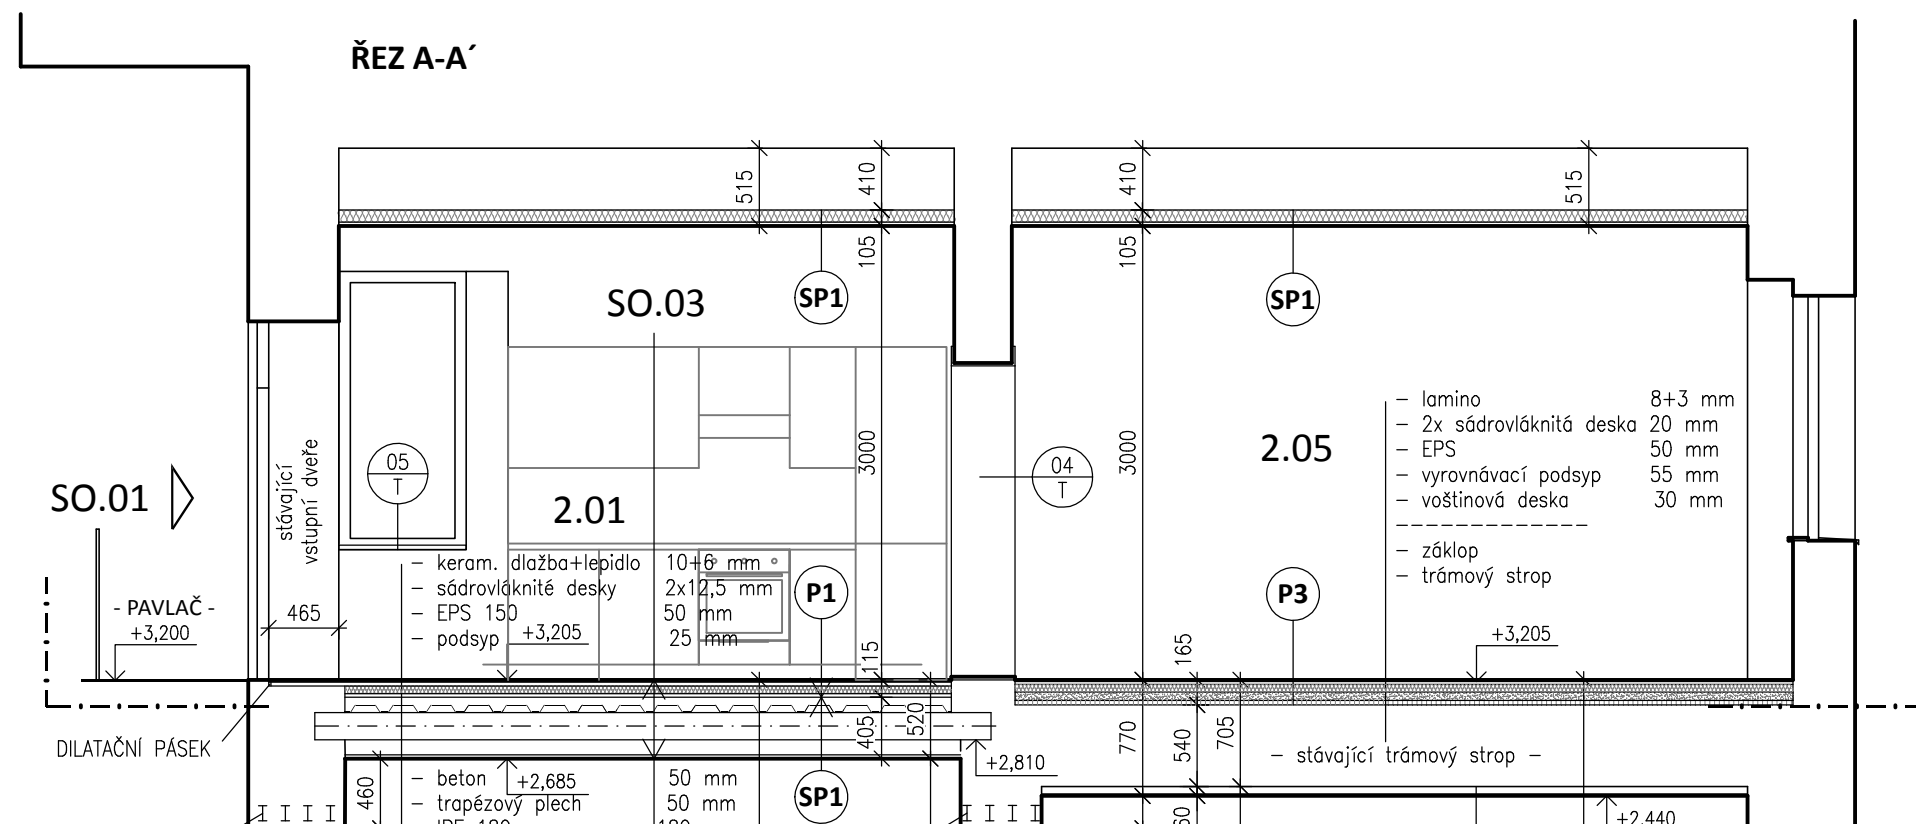 ŘEZ A-A´
515
410
410
515
105
105
SO.03
SP1
SP1
– lamino 8+3 mm
– 2x sádrovláknitá deska 20 mm
– EPS 50 mm
– vyrovnávací podsyp 55 mm
– voštinová deska 30 mm
–––––––––––––
– záklop
– trámový strop
3000
3000
2.05
stávající
vstupní dveře
05
T
04
T
SO.01
2.01
– keram. dlažba+lepidlo 10+6 mm
– sádrovláknité desky 2x12,5 mm
– EPS 150 50 mm
– podsyp 25 mm
P1
P3
- PAVLAČ -
+3,200
465
+3,205
+3,205
115
165
DILATAČNÍ PÁSEK
405
520
770
540
705
– stávající trámový strop –
+2,810
460
– beton 50 mm
– trapézový plech 50 mm
+2,685
SP1
+2,440